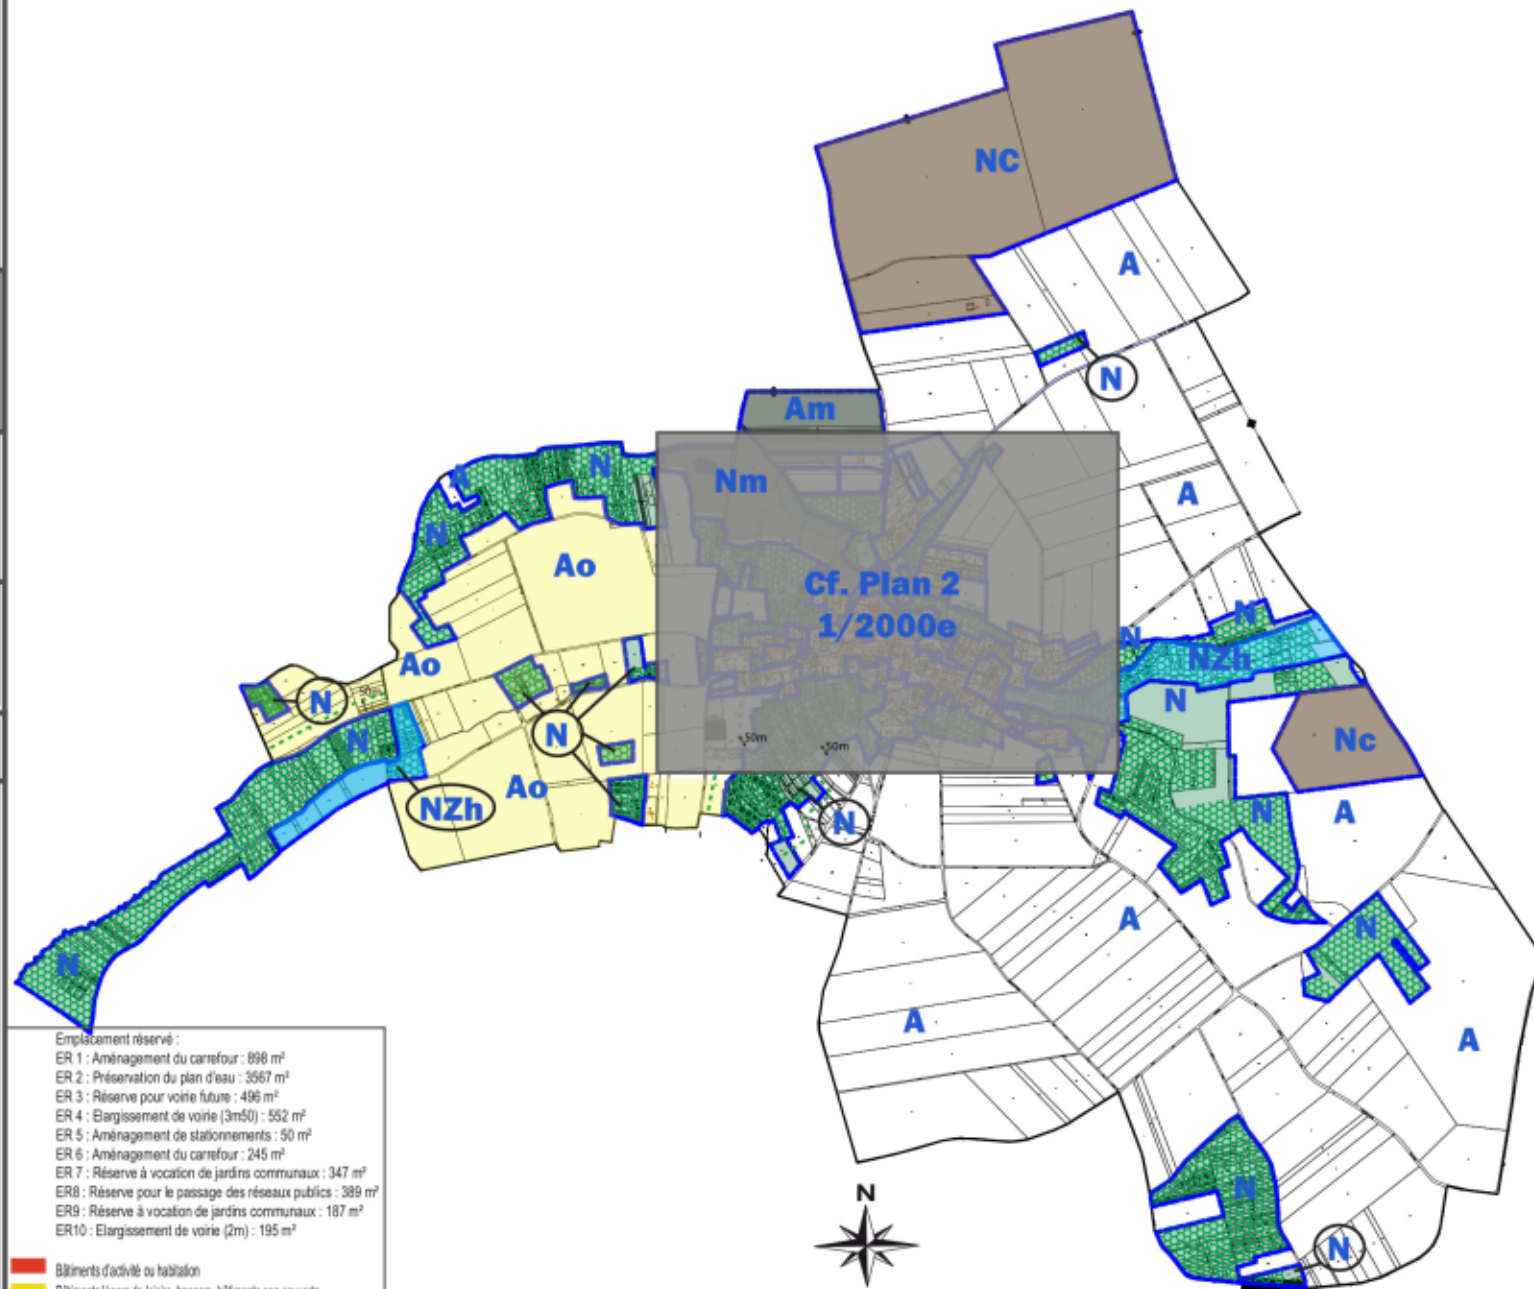 NC
A
N
Am
N
A
Nm
N
A
Ao
Cf. Plan 2
1/2000e
N
N
NZh
Ao
N
50m
N
N
N
Nc
50m
50m
Ao
NZh
N
N
A
A
N
N
A
A
Emplacement réservé :
ER 1 : Aménagement du carrefour : 898 m²
ER 2 : Préservation du plan d'eau : 3567 m²
ER 3 : Réserve pour voirie future : 496 m²
ER 4 : Elargissement de voirie (3m50) : 552 m²
ER 5 : Aménagement de stationnements : 50 m²
ER 6 : Aménagement du carrefour : 245 m²
ER 7 : Réserve à vocation de jardins communaux : 347 m²
ER8 : Réserve pour le passage des réseaux publics : 389 m²
ER9 : Réserve à vocation de jardins communaux : 187 m²
ER10 : Elargissement de voirie (2m) : 195 m²
N
N
N
Bâtiments d'activité ou habitation